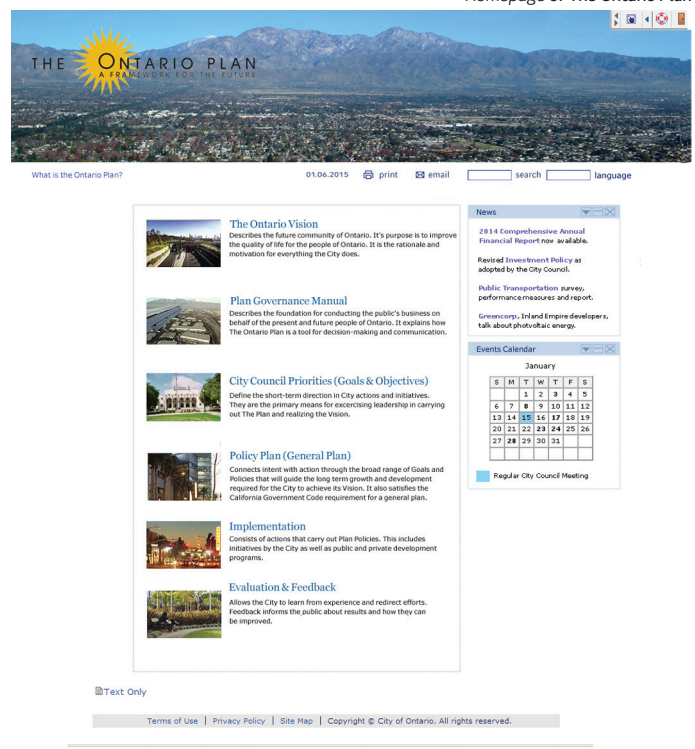 Homepage of The Ontario Plan
THE ONTARIO PLAN
A FRAMEWORK FOR THE FUTURE
What is the Ontario Plan?
01.06.2015 print email search language
The Ontario Vision
Describes the future community of Ontario. It's purpose is to improve
the quality of life for the people of Ontario. It is the rationale and
motivation for everything the City does.
Plan Governance Manual
Describes the foundation for conducting the public's business on
behalf of the present and future people of Ontario. It explains how
The Ontario Plan is a tool for decision-making and communication.
City Council Priorities (Goals & Objectives)
Define the short-term direction in City actions and initiatives.
They are the primary means for excercising leadership in carrying
out The Plan and realizing the Vision.
Policy Plan (General Plan)
Connects intent with action through the broad range of Goals and
Policies that will guide the long term growth and development
required for the City to achieve its Vision. It also satisfies the
California Government Code requirement for a general plan.
Implementation
Consists of actions that carry out Plan Policies. This includes
initiatives by the City as well as public and private development
programs.
Evaluation & Feedback
Allows the City to learn from experience and redirect efforts.
Feedback informs the public about results and how they can
be improved.
News
2014 Comprehensive Annual
Financial Report now available.
Revised Investment Policy as
adopted by the City Council.
Public Transportation survey,
performance measures and report.
Greencorp, Inland Empire developers,
talk about photvoltaic energy.
Events Calendar
January
S M T W T F S
1 2 3 4 5
6 7 8 9 10 11 12
13 14 15 16 17 18 19
20 21 22 23 24 25 26
27 28 29 30 31
Regular City Council Meeting
Text Only
Terms of Use | Privacy Policy | Site Map | Copyright © City of Ontario. All rights reserved.